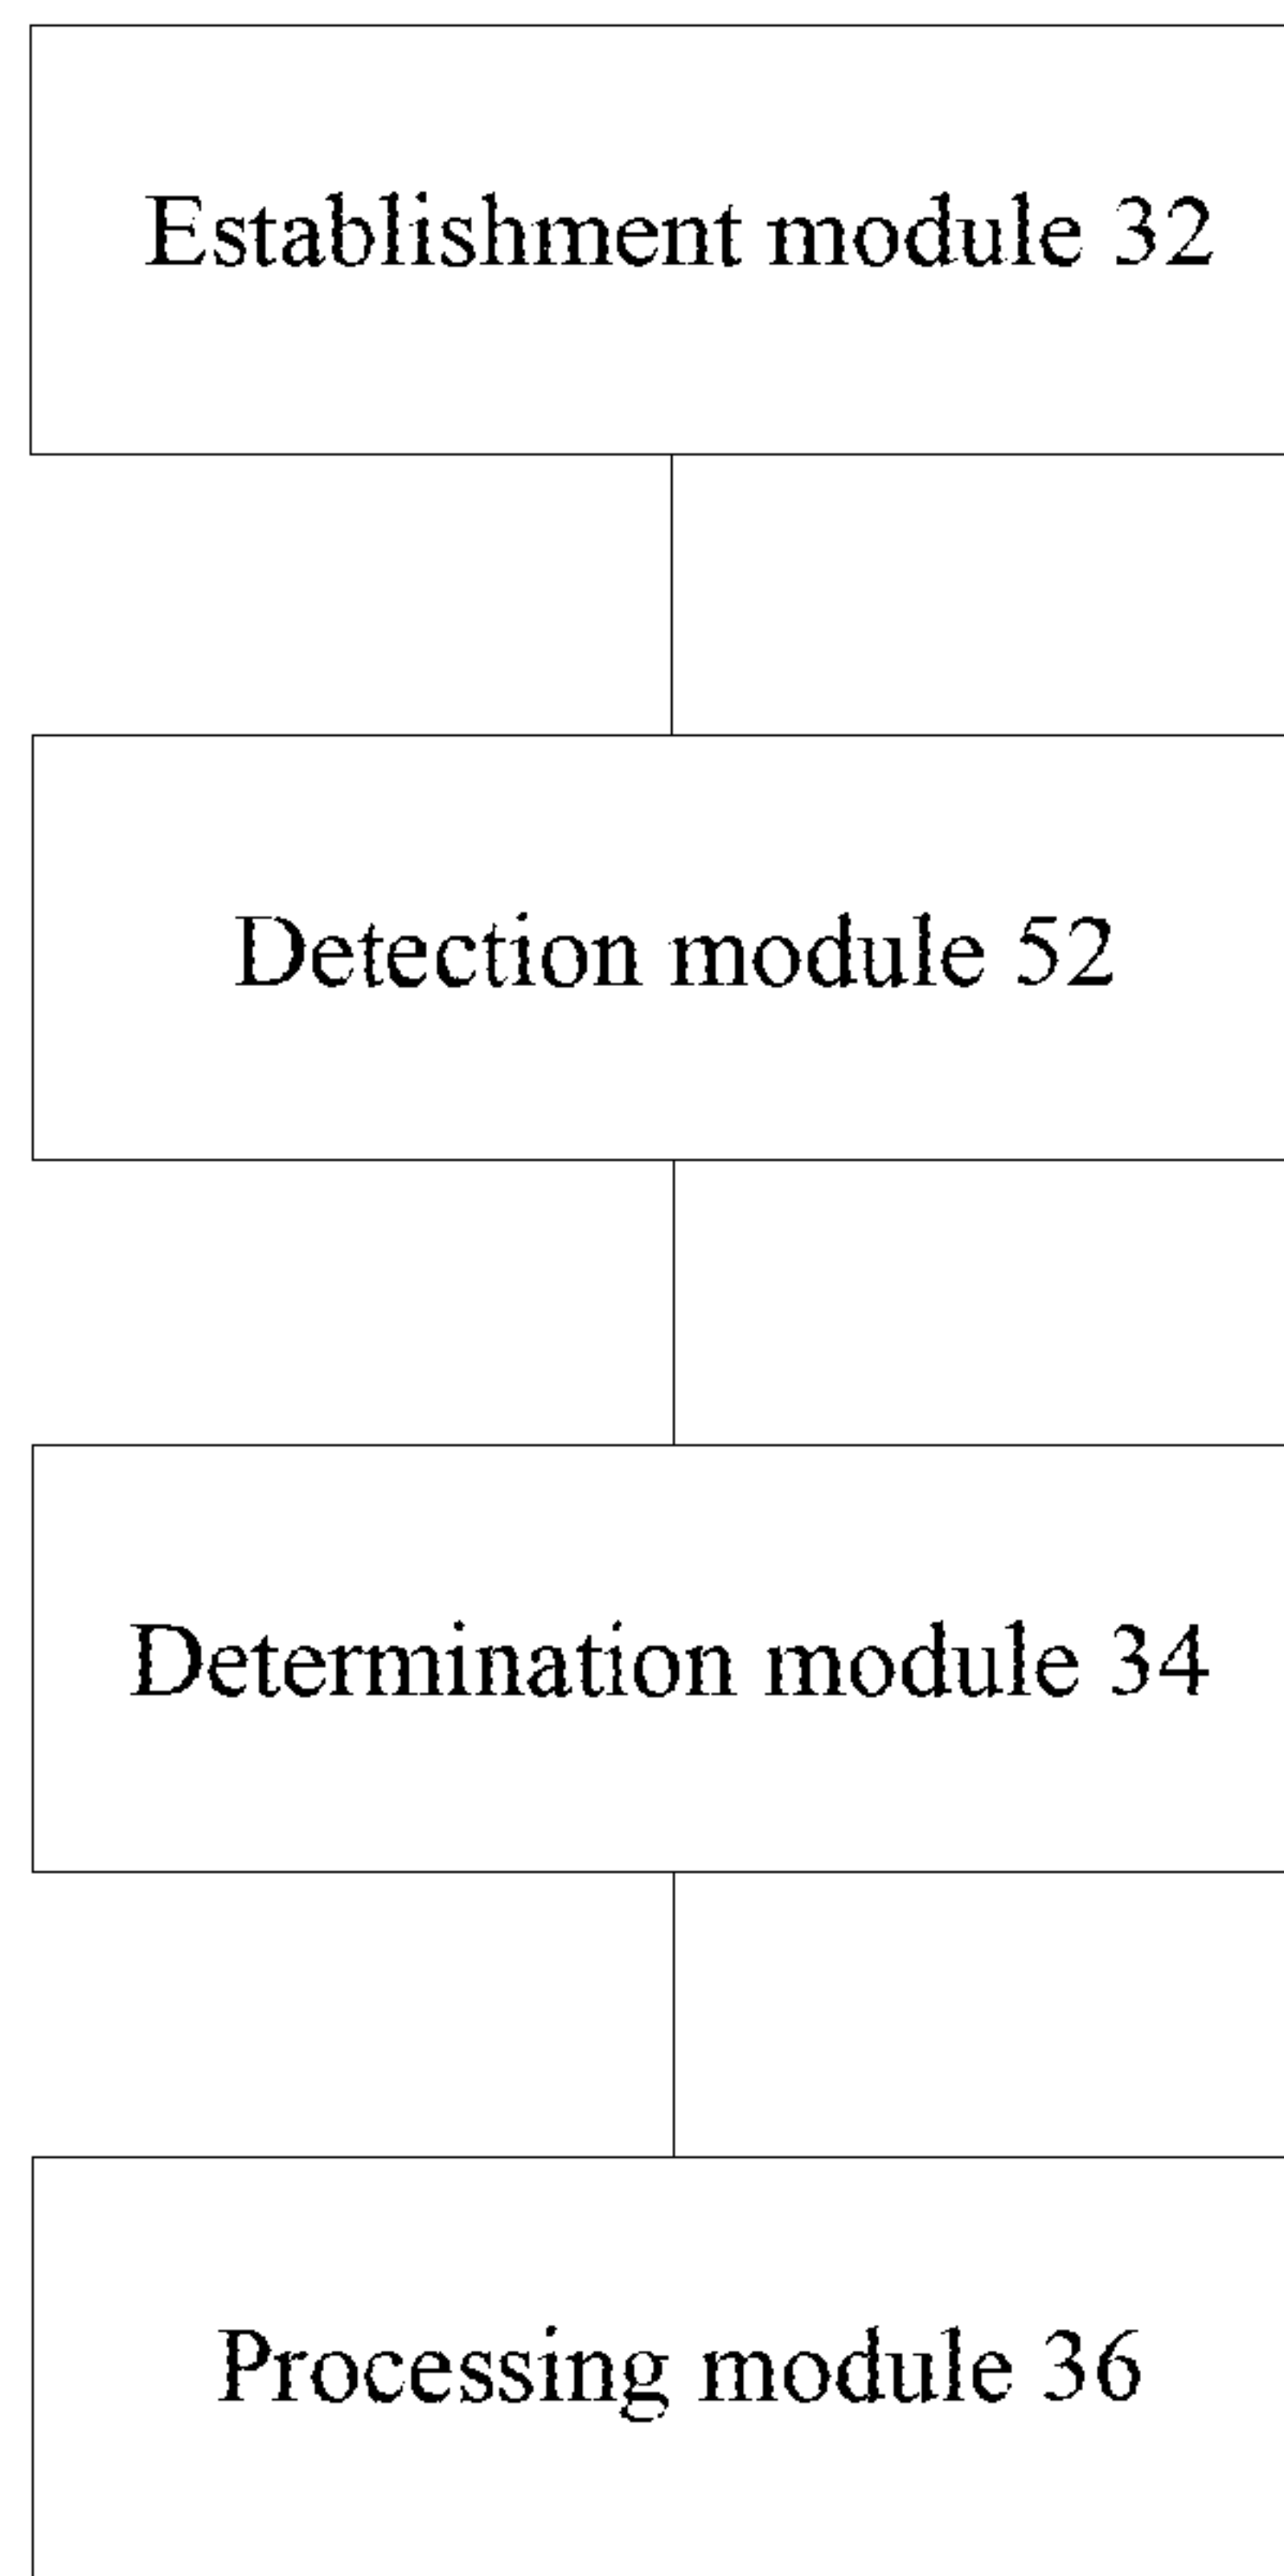 Establishment module 32
Detection module 52
Determination module 34
Processing module 36